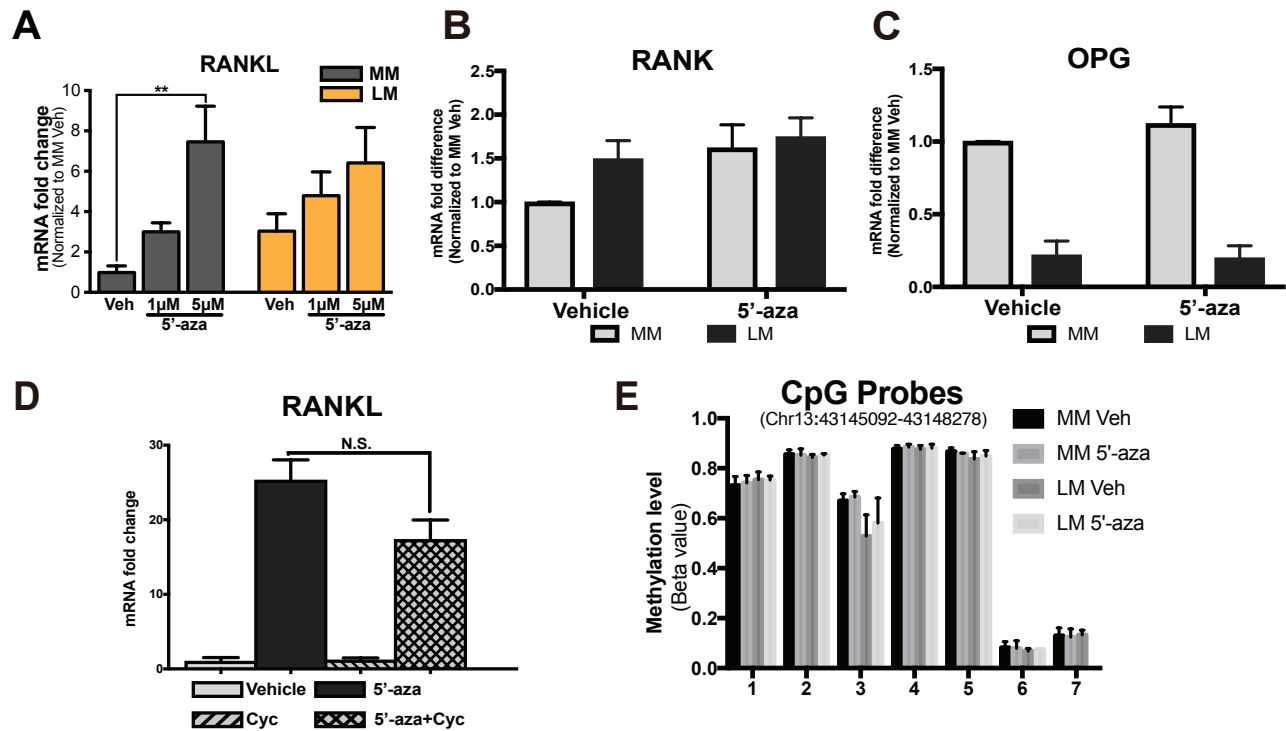 A
RANKL
MM
LM
**
mRNA fold change
(Normalized to MM Veh)
10
8
6
4
2
0
Veh 1µM 5µM Veh 1µM 5µM
5’-aza 5’-aza
B
RANK
mRNA fold difference
(Normalized to MM Veh)
2.5
2.0
1.5
1.0
0.5
0.0
Vehicle 5’-aza
MM LM
C
OPG
mRNA fold difference
(Normalized to MM Veh)
1.5
1.0
0.5
0.0
Vehicle 5’-aza
MM LM
D
RANKL
N.S.
mRNA fold change
30
20
10
0
Vehicle 5’-aza
Cyc 5’-aza+Cyc
E
CpG Probes
(Chr13:43145092-43148278)
Methylation level
(Beta value)
1.0
0.8
0.6
0.4
0.2
0.0
1 2 3 4 5 6 7
MM Veh
MM 5'-aza
LM Veh
LM 5'-aza